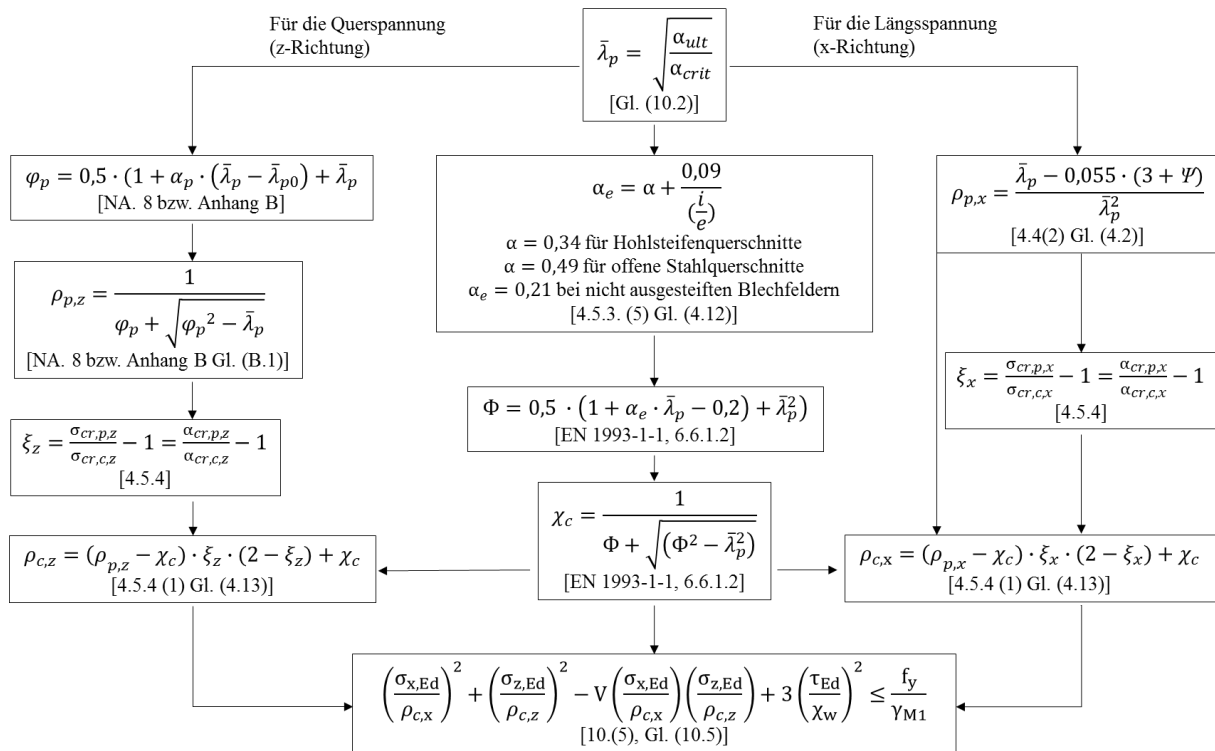 Für die Querspannung
(z-Richtung)
Für die Längsspannung
(x-Richtung)
λ̄_p = √(α_ult / α_crit)
[Gl. (10.2)]
φ_p = 0,5 · (1 + α_p · (λ̄_p − λ̄_p0) + λ̄_p
[NA. 8 bzw. Anhang B]
ρ_p,z = 1 / (φ_p + √(φ_p² − λ̄_p))
[NA. 8 bzw. Anhang B Gl. (B.1)]
ξ_z = σ_cr,p,z / σ_cr,c,z − 1 = α_cr,p,z / α_cr,c,z − 1
[4.5.4]
ρ_c,z = (ρ_p,z − χ_c) · ξ_z · (2 − ξ_z) + χ_c
[4.5.4 (1) Gl. (4.13)]
α_e = α + 0,09 / (i/e)
α = 0,34 für Hohlsteifenquerschnitte
α = 0,49 für offene Stahlquerschnitte
α_e = 0,21 bei nicht ausgesteiften Blechfeldern
[4.5.3. (5) Gl. (4.12)]
Φ = 0,5 · (1 + α_e · λ̄_p − 0,2) + λ̄_p²)
[EN 1993-1-1, 6.6.1.2]
χ_c = 1 / (Φ + √(Φ² − λ̄_p²))
[EN 1993-1-1, 6.6.1.2]
ρ_p,x = (λ̄_p − 0,055 · (3 + Ψ)) / λ̄_p²
[4.4(2) Gl. (4.2)]
ξ_x = σ_cr,p,x / σ_cr,c,x − 1 = α_cr,p,x / α_cr,c,x − 1
[4.5.4]
ρ_c,x = (ρ_p,x − χ_c) · ξ_x · (2 − ξ_x) + χ_c
[4.5.4 (1) Gl. (4.13)]
(σ_x,Ed / ρ_c,x)² + (σ_z,Ed / ρ_c,z)² − V (σ_x,Ed / ρ_c,x) (σ_z,Ed / ρ_c,z) + 3 (τ_Ed / χ_w)² ≤ f_y / γ_M1
[10.(5), Gl. (10.5)]